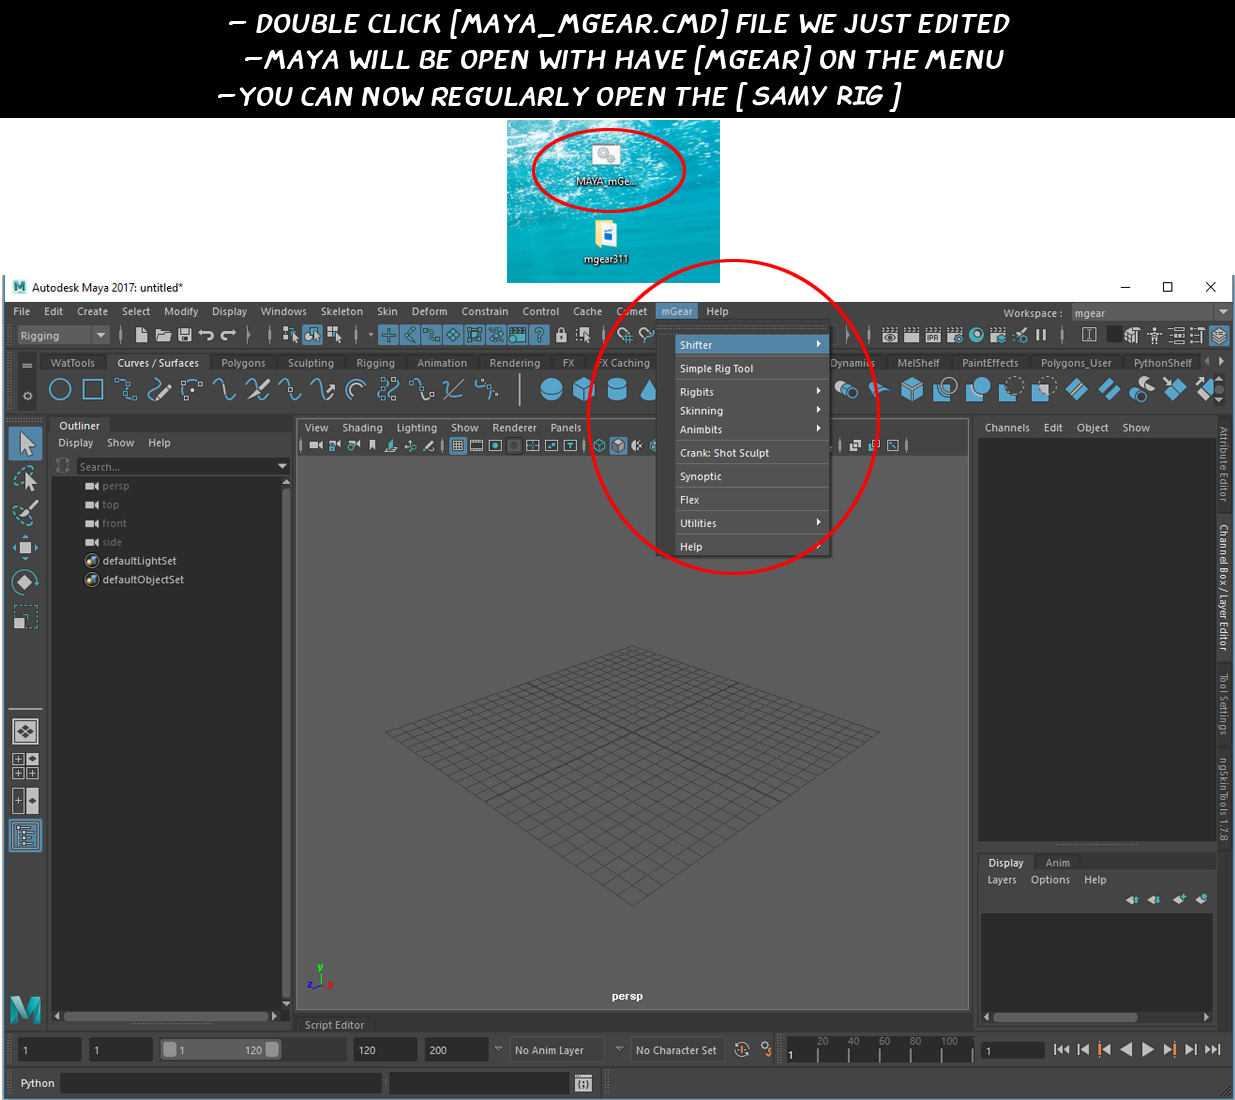 - DOUBLE CLICK [MAYA_MGEAR.CMD] FILE WE JUST EDITED
-MAYA WILL BE OPEN WITH HAVE [MGEAR] ON THE MENU
-YOU CAN NOW REGULARLY OPEN THE [ SAMY RIG ]
MAYA_mGe...
mgear311
Autodesk Maya 2017: untitled*
File Edit Create Select Modify Display Windows Skeleton Skin Deform Constrain Control Cache mGear Help
Workspace : mgear
Rigging
WatTools Curves / Surfaces Polygons Sculpting Rigging Animation Rendering FX FX Caching Dynamics MelShelf PaintEffects Polygons_User PythonShelf
Shifter
Simple Rig Tool
Rigbits
Skinning
Animbits
Crank: Shot Sculpt
Synoptic
Flex
Utilities
Help
Outliner
Display Show Help
Search...
persp
top
front
side
defaultLightSet
defaultObjectSet
View Shading Lighting Show Renderer Panels
IPR
persp
y
z x
Channels Edit Object Show
Attribute Editor
Channel Box / Layer Editor
Tool Settings
ngSkinTools 1.7.8
Display Anim
Layers Options Help
Script Editor
1 1 1 120 120 200 No Anim Layer No Character Set
1 20 40 60 80 100 1
Python